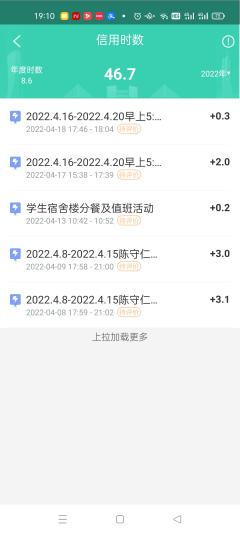 19:10
信用时数
年度时数
8.6
46.7
2022年
2022.4.16-2022.4.20早上5:...
+0.3
2022-04-18 17:46 - 18:04 待评价
2022.4.16-2022.4.20早上5:...
+2.0
2022-04-17 15:38 - 17:39 待评价
学生宿舍楼分餐及值班活动
+0.2
2022-04-13 10:42 - 10:52 待评价
2022.4.8-2022.4.15陈守仁...
+3.0
2022-04-09 17:58 - 21:00 待评价
2022.4.8-2022.4.15陈守仁...
+3.1
2022-04-08 17:59 - 21:02 待评价
上拉加载更多